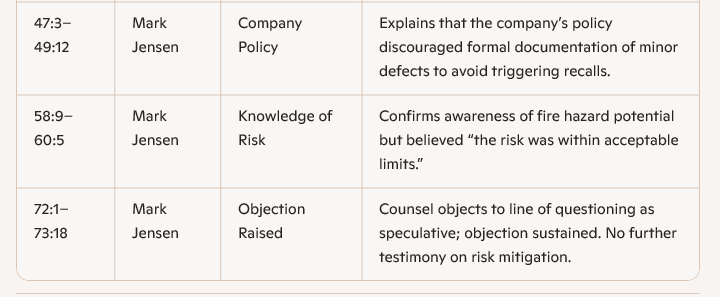 47:3– Mark Company Explains that the company’s policy
49:12 Jensen Policy discouraged formal documentation of minor
defects to avoid triggering recalls.
58:9– Mark Knowledge of Confirms awareness of fire hazard potential
60:5 Jensen Risk but believed “the risk was within acceptable
limits.”
72:1– Mark Objection Counsel objects to line of questioning as
73:18 Jensen Raised speculative; objection sustained. No further
testimony on risk mitigation.